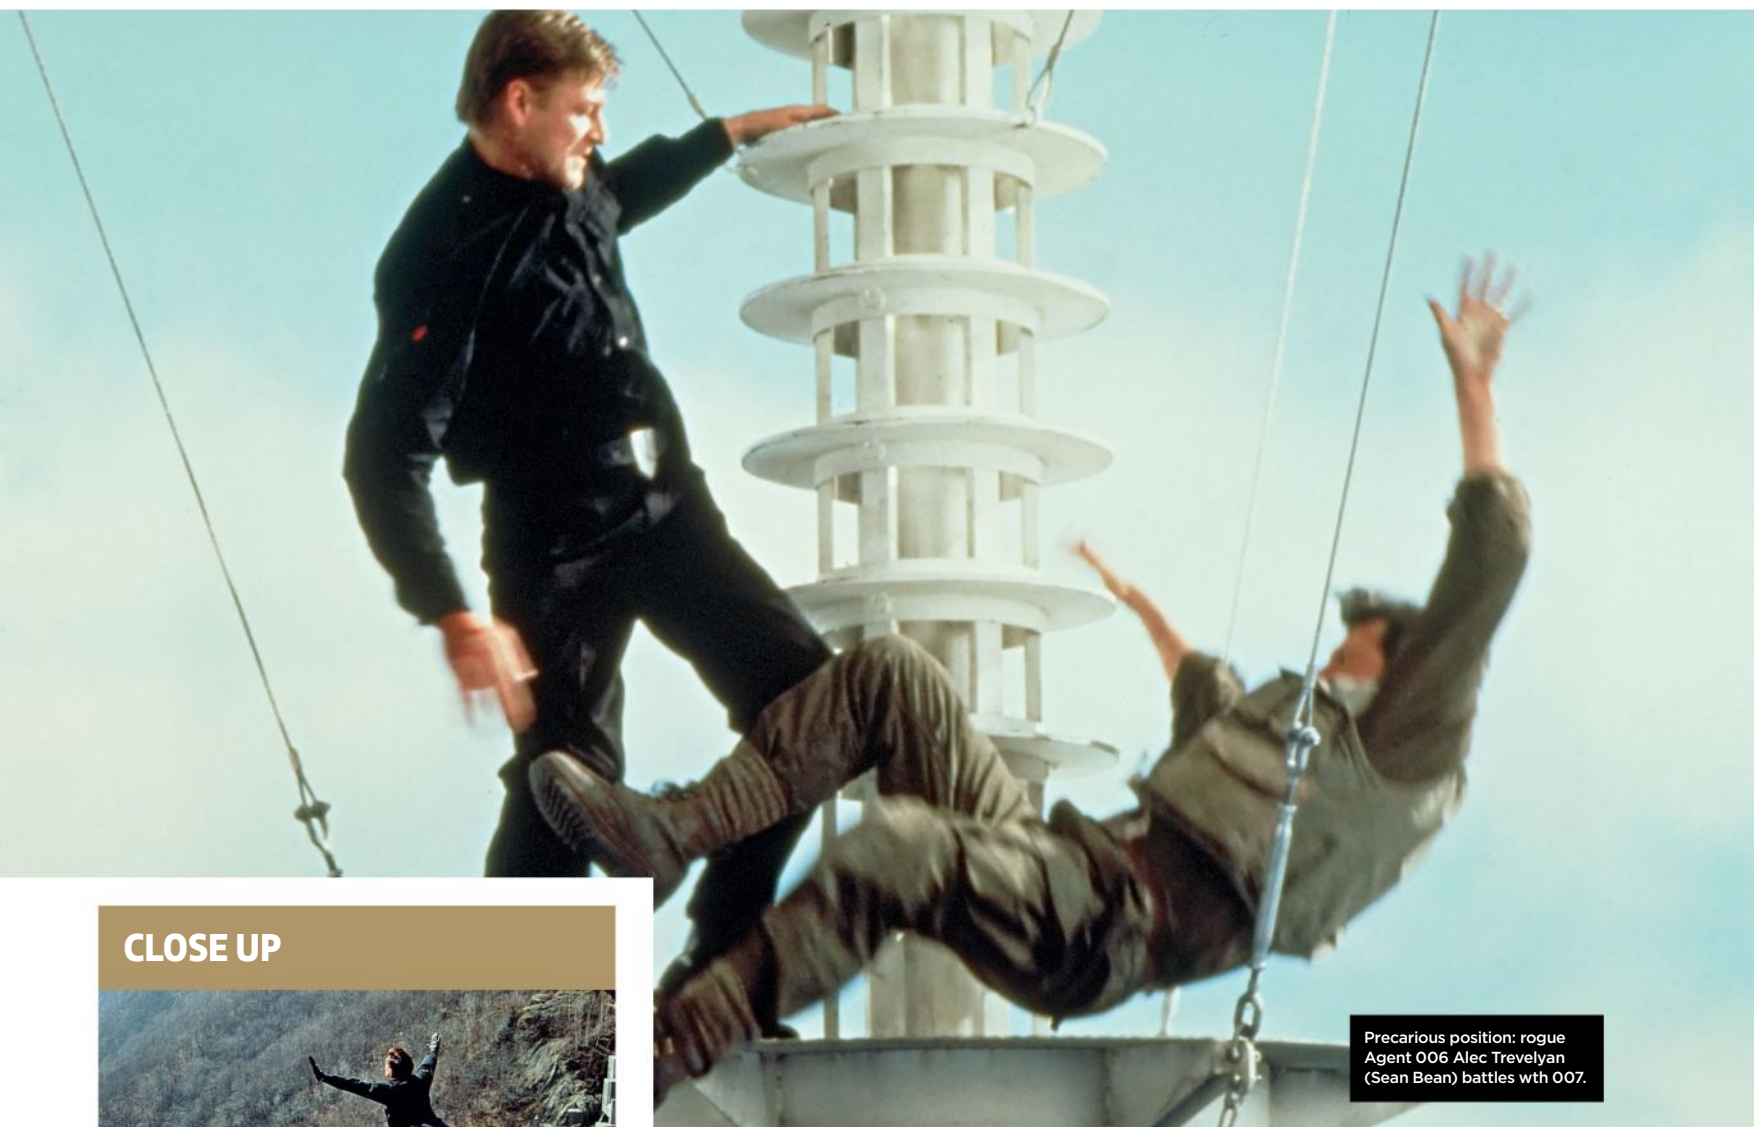 CLOSE UP
Precarious position: rogue
Agent 006 Alec Trevelyan
(Sean Bean) battles wth 007.